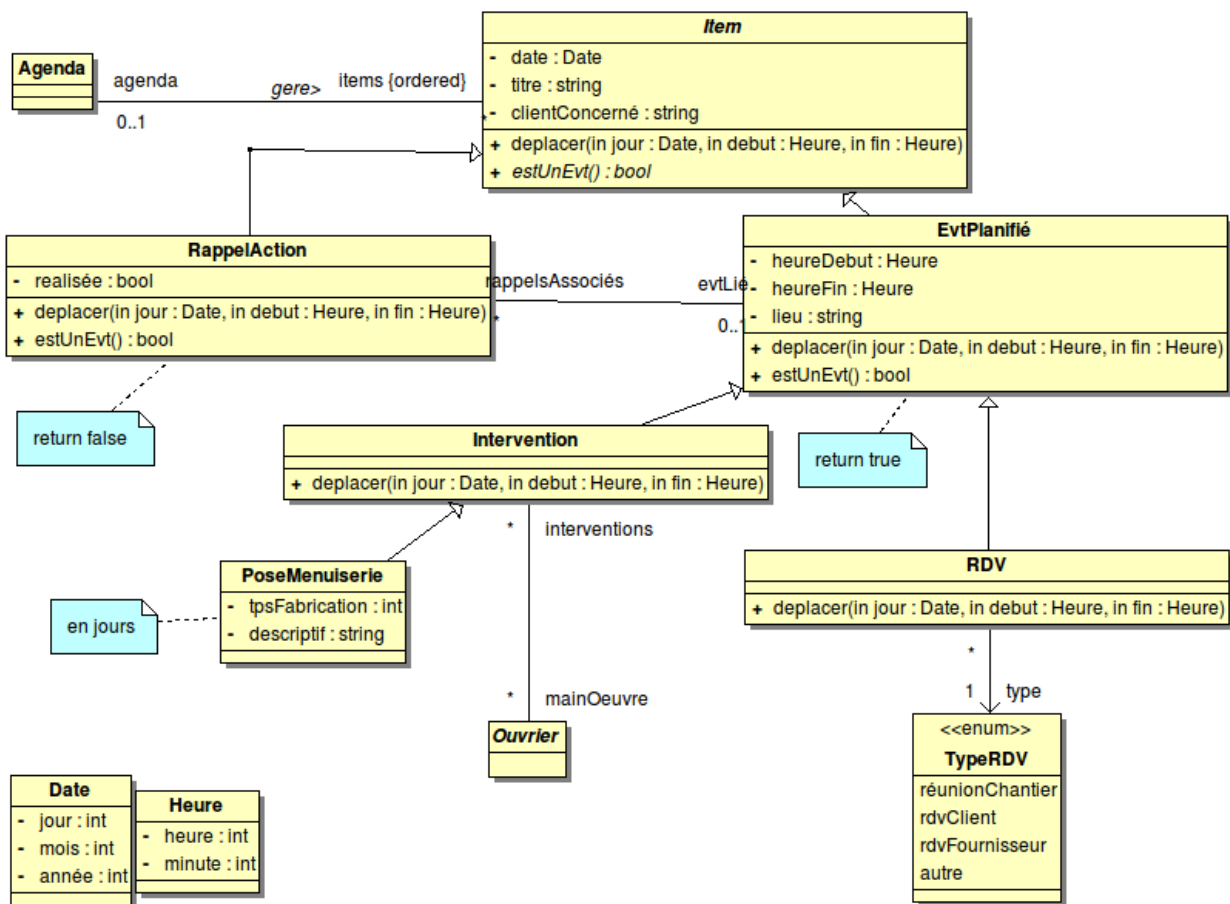 Item
- date : Date
- titre : string
- clientConcerné : string
+ deplacer(in jour : Date, in debut : Heure, in fin : Heure)
+ estUnEvt() : bool
Agenda
agenda
gere>
items {ordered}
0..1
*
RappelAction
- realisée : bool
+ deplacer(in jour : Date, in debut : Heure, in fin : Heure)
+ estUnEvt() : bool
rappelsAssociés
*
evtLié
0..1
EvtPlanifié
- heureDebut : Heure
- heureFin : Heure
- lieu : string
+ deplacer(in jour : Date, in debut : Heure, in fin : Heure)
+ estUnEvt() : bool
return false
return true
Intervention
+ deplacer(in jour : Date, in debut : Heure, in fin : Heure)
* interventions
PoseMenuiserie
- tpsFabrication : int
- descriptif : string
en jours
* mainOeuvre
Ouvrier
RDV
+ deplacer(in jour : Date, in debut : Heure, in fin : Heure)
*
1 type
<<enum>>
TypeRDV
réunionChantier
rdvClient
rdvFournisseur
autre
Date
- jour : int
- mois : int
- année : int
Heure
- heure : int
- minute : int